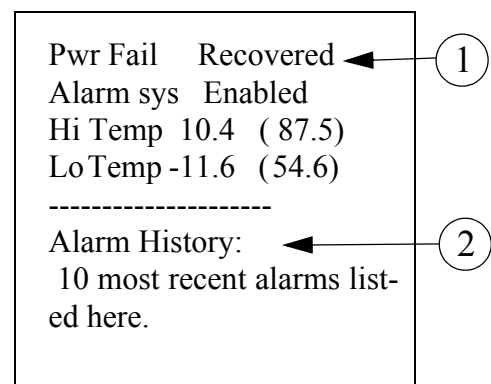 Pwr Fail Recovered 1
Alarm sys Enabled
Hi Temp 10.4 ( 87.5)
Lo Temp -11.6 (54.6)
---------------------
Alarm History: 2
10 most recent alarms list-
ed here.